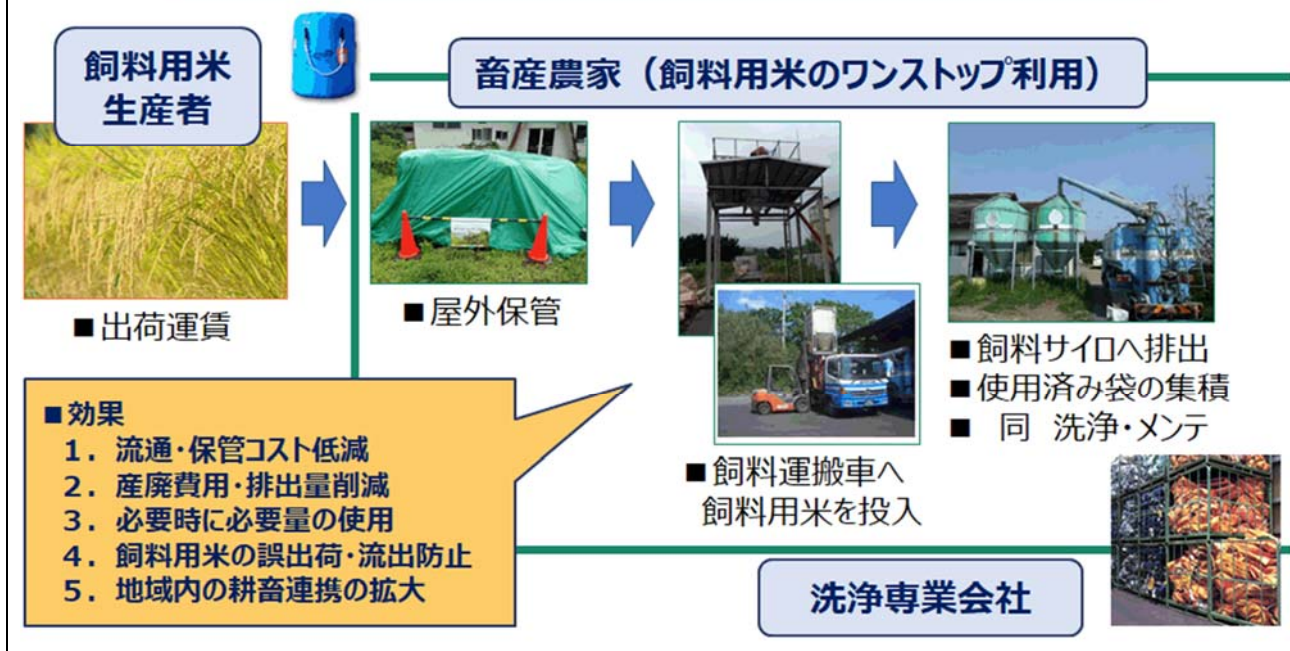 飼料用米
生産者
畜産農家（飼料用米のワンストップ利用）
■出荷運賃
■屋外保管
■飼料運搬車へ
飼料用米を投入
■飼料サイロへ排出
■使用済み袋の集積
■　同　洗浄・メンテ
■効果
１．流通・保管コスト低減
２．産廃費用・排出量削減
３．必要時に必要量の使用
４．飼料用米の誤出荷・流出防止
５．地域内の耕畜連携の拡大
洗浄専業会社